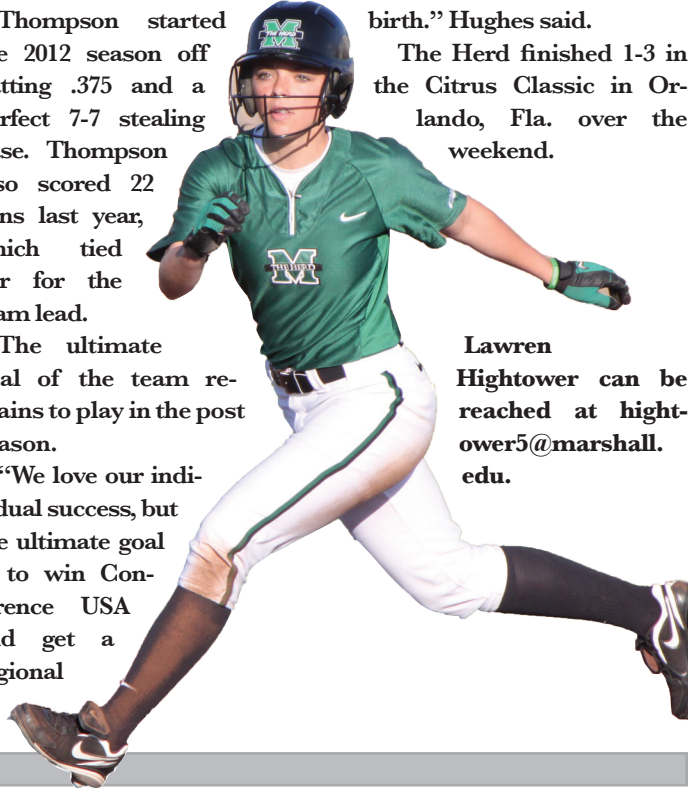 Thompson started
e 2012 season off
tting .375 and a
rfect 7-7 stealing
se. Thompson
so scored 22
ns last year,
hich tied
r for the
am lead.
The ultimate
al of the team re-
ains to play in the post
ason.
“We love our indi-
dual success, but
e ultimate goal
to win Con-
rence USA
d get a
gional
birth.” Hughes said.
The Herd finished 1-3 in
the Citrus Classic in Or-
lando, Fla. over the
weekend.
Lawren
Hightower can be
reached at hight-
ower5@marshall.
edu.
M
THE HERD
M
THE HERD